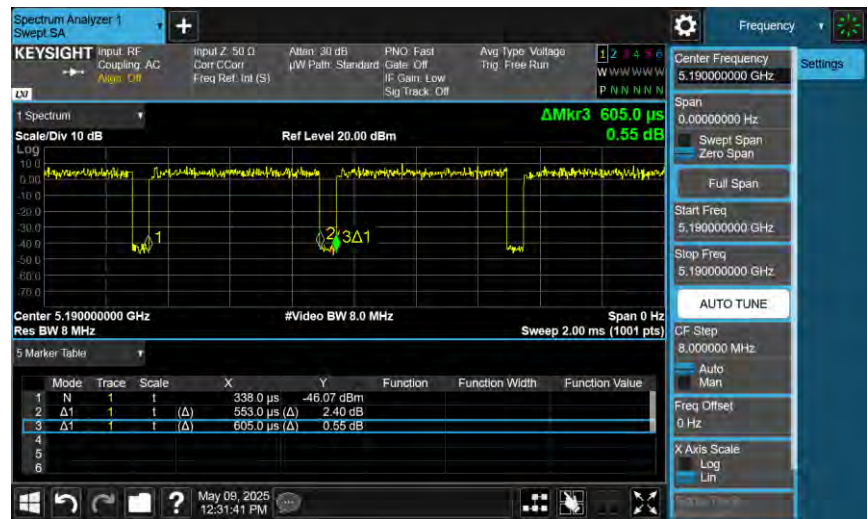 Spectrum Analyzer 1
Swept SA
+
Frequency
KEYSIGHT
Input: RF
Coupling: AC
Align: Off
Input Z: 50 Ω
Corr CCorr
Freq Ref: Int (S)
Atten: 30 dB
µW Path: Standard
PNO: Fast
Gate: Off
IF Gain: Low
Sig Track: Off
Avg Type: Voltage
Trig: Free Run
1 2 3 4 5 6
W W W W W W
P N N N N N
LXI
1 Spectrum
ΔMkr3 605.0 µs
0.55 dB
Scale/Div 10 dB
Ref Level 20.00 dBm
Log
10.0
0.00
-10.0
-20.0
-30.0
-40.0
-50.0
-60.0
-70.0
1
2
3Δ1
Center 5.190000000 GHz
#Video BW 8.0 MHz
Span 0 Hz
Res BW 8 MHz
Sweep 2.00 ms (1001 pts)
5 Marker Table
Mode Trace Scale X Y Function Function Width Function Value
1 N 1 t 338.0 µs -46.07 dBm
2 Δ1 1 t (Δ) 553.0 µs (Δ) 2.40 dB
3 Δ1 1 t (Δ) 605.0 µs (Δ) 0.55 dB
4
5
6
?
May 09, 2025
12:31:41 PM
Center Frequency
5.190000000 GHz
Settings
Span
0.00000000 Hz
Swept Span
Zero Span
Full Span
Start Freq
5.190000000 GHz
Stop Freq
5.190000000 GHz
AUTO TUNE
CF Step
8.000000 MHz
Auto
Man
Freq Offset
0 Hz
X Axis Scale
Log
Lin